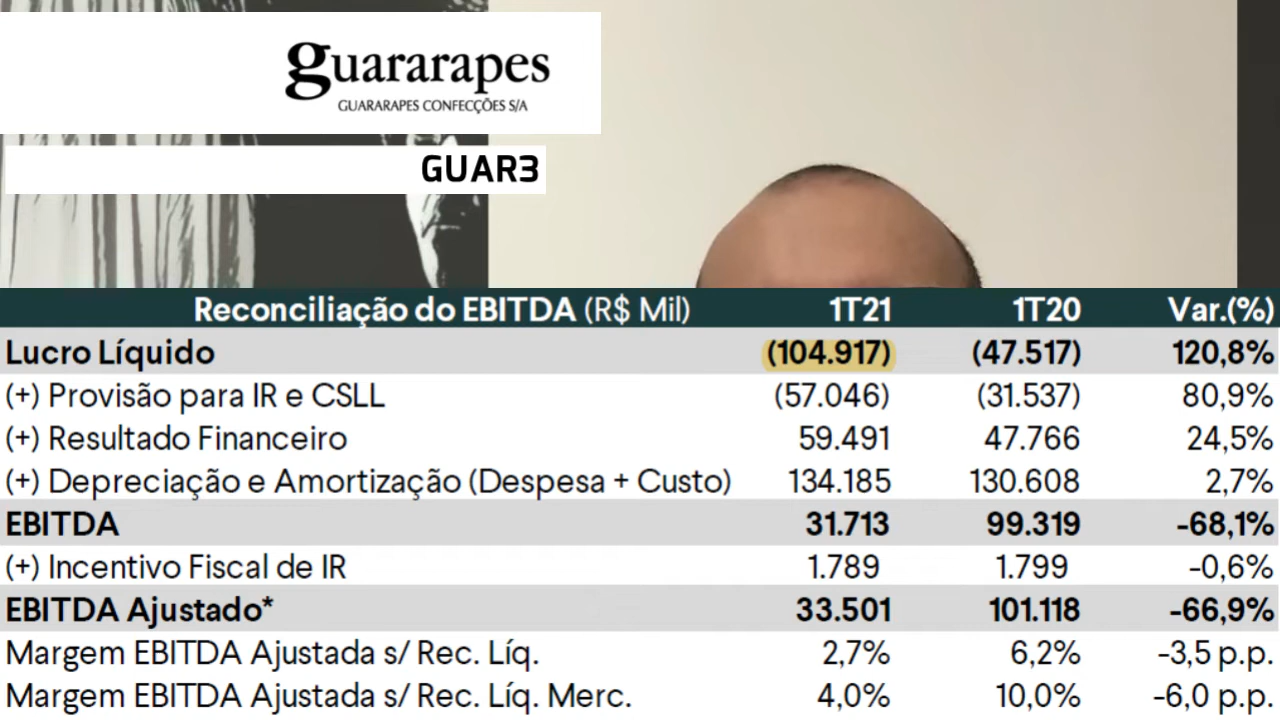 guararapes
GUARARAPES CONFECÇÕES S/A
GUAR3
Reconciliação do EBITDA (R$ Mil) 1T21 1T20 Var.(%)
Lucro Líquido (104.917) (47.517) 120,8%
(+) Provisão para IR e CSLL (57.046) (31.537) 80,9%
(+) Resultado Financeiro 59.491 47.766 24,5%
(+) Depreciação e Amortização (Despesa + Custo) 134.185 130.608 2,7%
EBITDA 31.713 99.319 -68,1%
(+) Incentivo Fiscal de IR 1.789 1.799 -0,6%
EBITDA Ajustado* 33.501 101.118 -66,9%
Margem EBITDA Ajustada s/ Rec. Líq. 2,7% 6,2% -3,5 p.p.
Margem EBITDA Ajustada s/ Rec. Líq. Merc. 4,0% 10,0% -6,0 p.p.